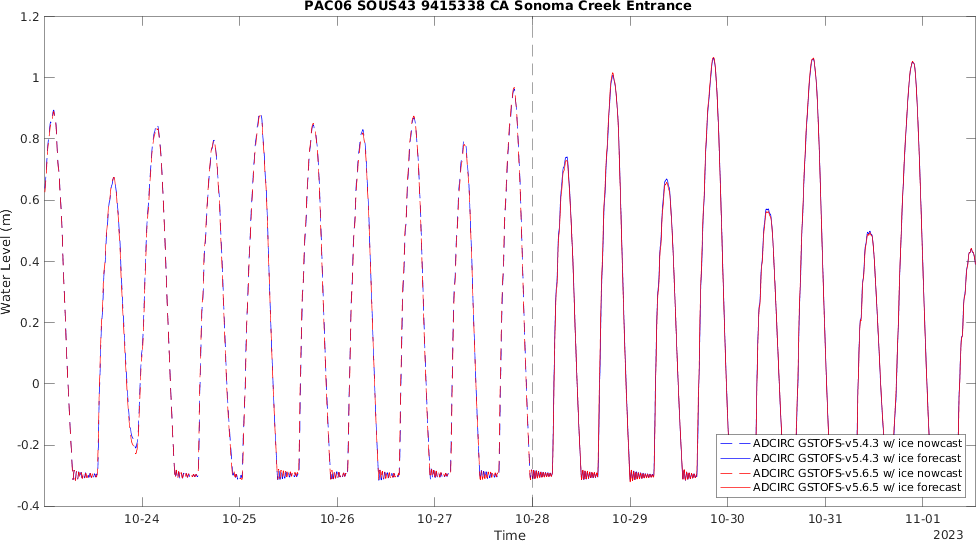 PAC06 SOUS43 9415338 CA Sonoma Creek Entrance
1.2
1
0.8
0.6
0.4
0.2
0
-0.2
-0.4
Water Level (m)
ADCIRC GSTOFS-v5.4.3 w/ ice nowcast
ADCIRC GSTOFS-v5.4.3 w/ ice forecast
ADCIRC GSTOFS-v5.6.5 w/ ice nowcast
ADCIRC GSTOFS-v5.6.5 w/ ice forecast
10-24 10-25 10-26 10-27 10-28 10-29 10-30 10-31 11-01
Time
2023